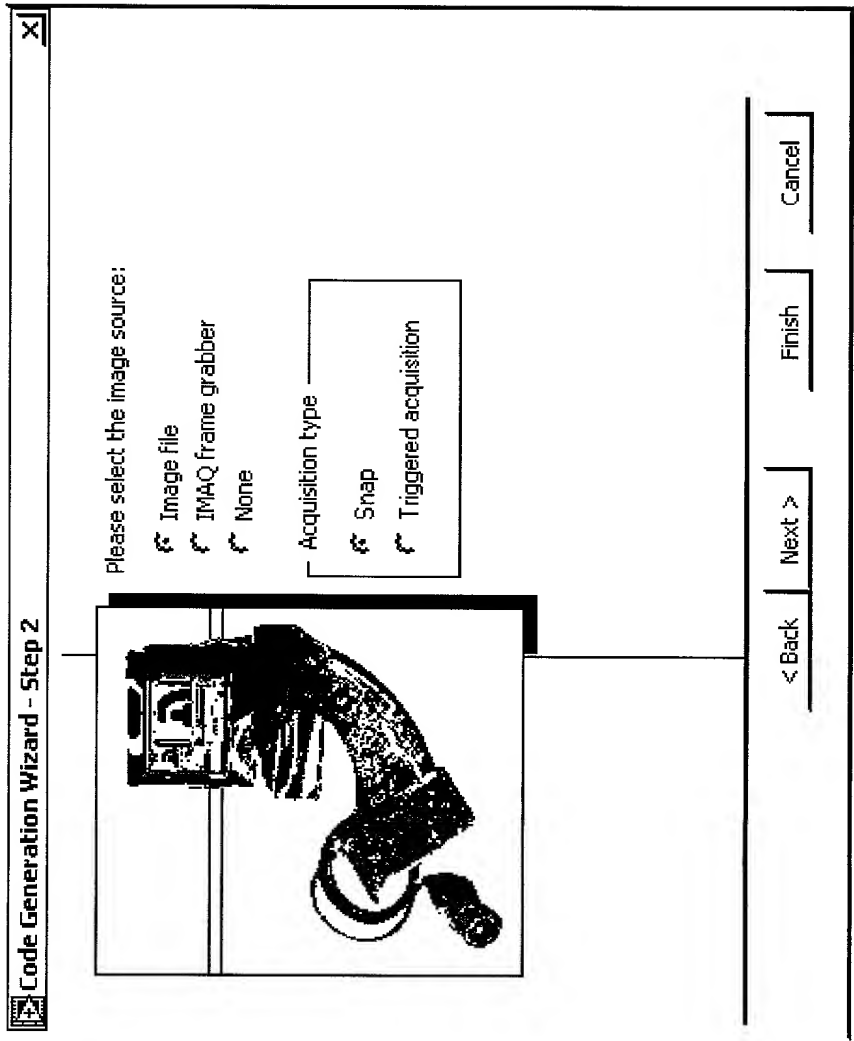 Code Generation Wizard - Step 2
Please select the image source:
Image file
IMAQ frame grabber
None
Acquisition type
Snap
Triggered acquisition
< Back
Next >
Finish
Cancel